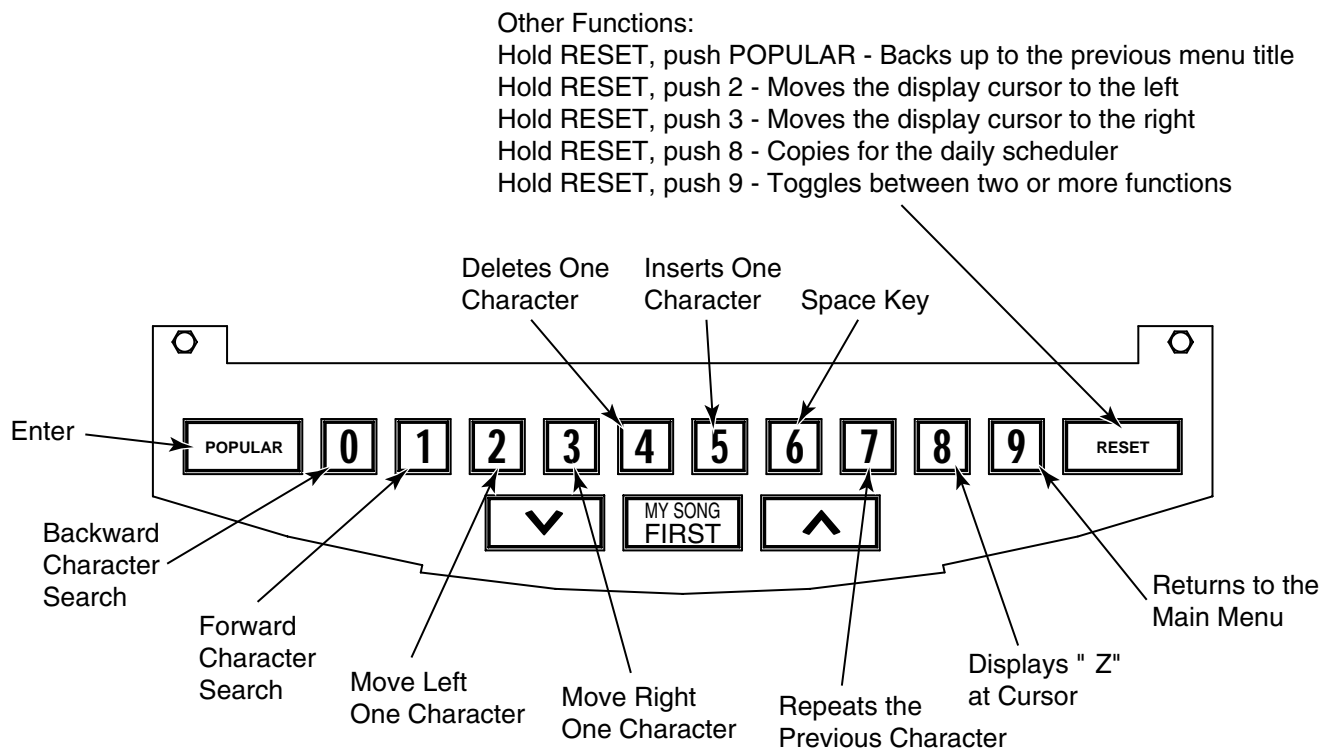 Other Functions:
Hold RESET, push POPULAR - Backs up to the previous menu title
Hold RESET, push 2 - Moves the display cursor to the left
Hold RESET, push 3 - Moves the display cursor to the right
Hold RESET, push 8 - Copies for the daily scheduler
Hold RESET, push 9 - Toggles between two or more functions
Deletes One
Character
Inserts One
Character
Space Key
Enter
POPULAR
0
1
2
3
4
5
6
7
8
9
RESET
MY SONG
FIRST
Backward
Character
Search
Forward
Character
Search
Move Left
One Character
Move Right
One Character
Repeats the
Previous Character
Displays " Z"
at Cursor
Returns to the
Main Menu